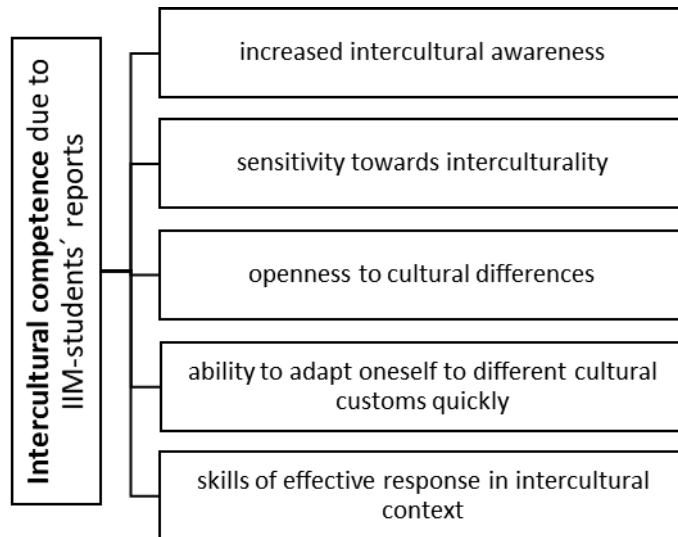 Intercultural competence due to
IIM-students´ reports
increased intercultural awareness
sensitivity towards interculturality
openness to cultural differences
ability to adapt oneself to different cultural
customs quickly
skills of effective response in intercultural
context